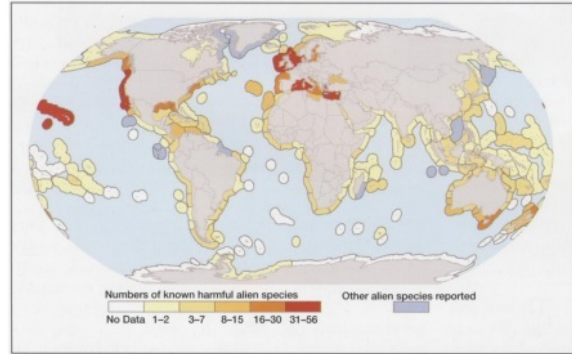 Numbers of known harmful alien species
Other alien species reported
No Data 1–2 3–7 8–15 16–30 31–56